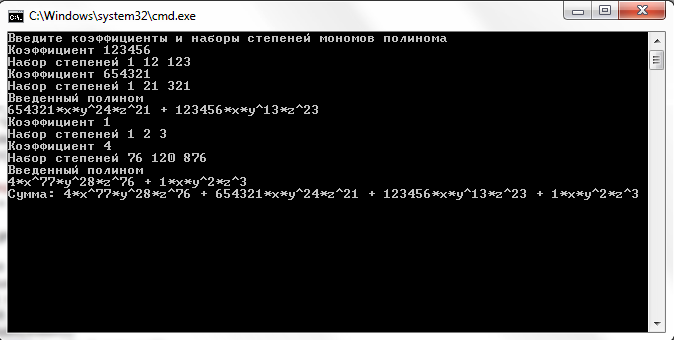 C:\Windows\system32\cmd.exe
Введите коэффициенты и наборы степеней мономов полинома
Коэффициент 123456
Набор степеней 1 12 123
Коэффициент 654321
Набор степеней 1 21 321
Введенный полином
654321*x*y^24*z^21 + 123456*x*y^13*z^23
Коэффициент 1
Набор степеней 1 2 3
Коэффициент 4
Набор степеней 76 120 876
Введенный полином
4*x^77*y^28*z^76 + 1*x*y^2*z^3
Сумма: 4*x^77*y^28*z^76 + 654321*x*y^24*z^21 + 123456*x*y^13*z^23 + 1*x*y^2*z^3